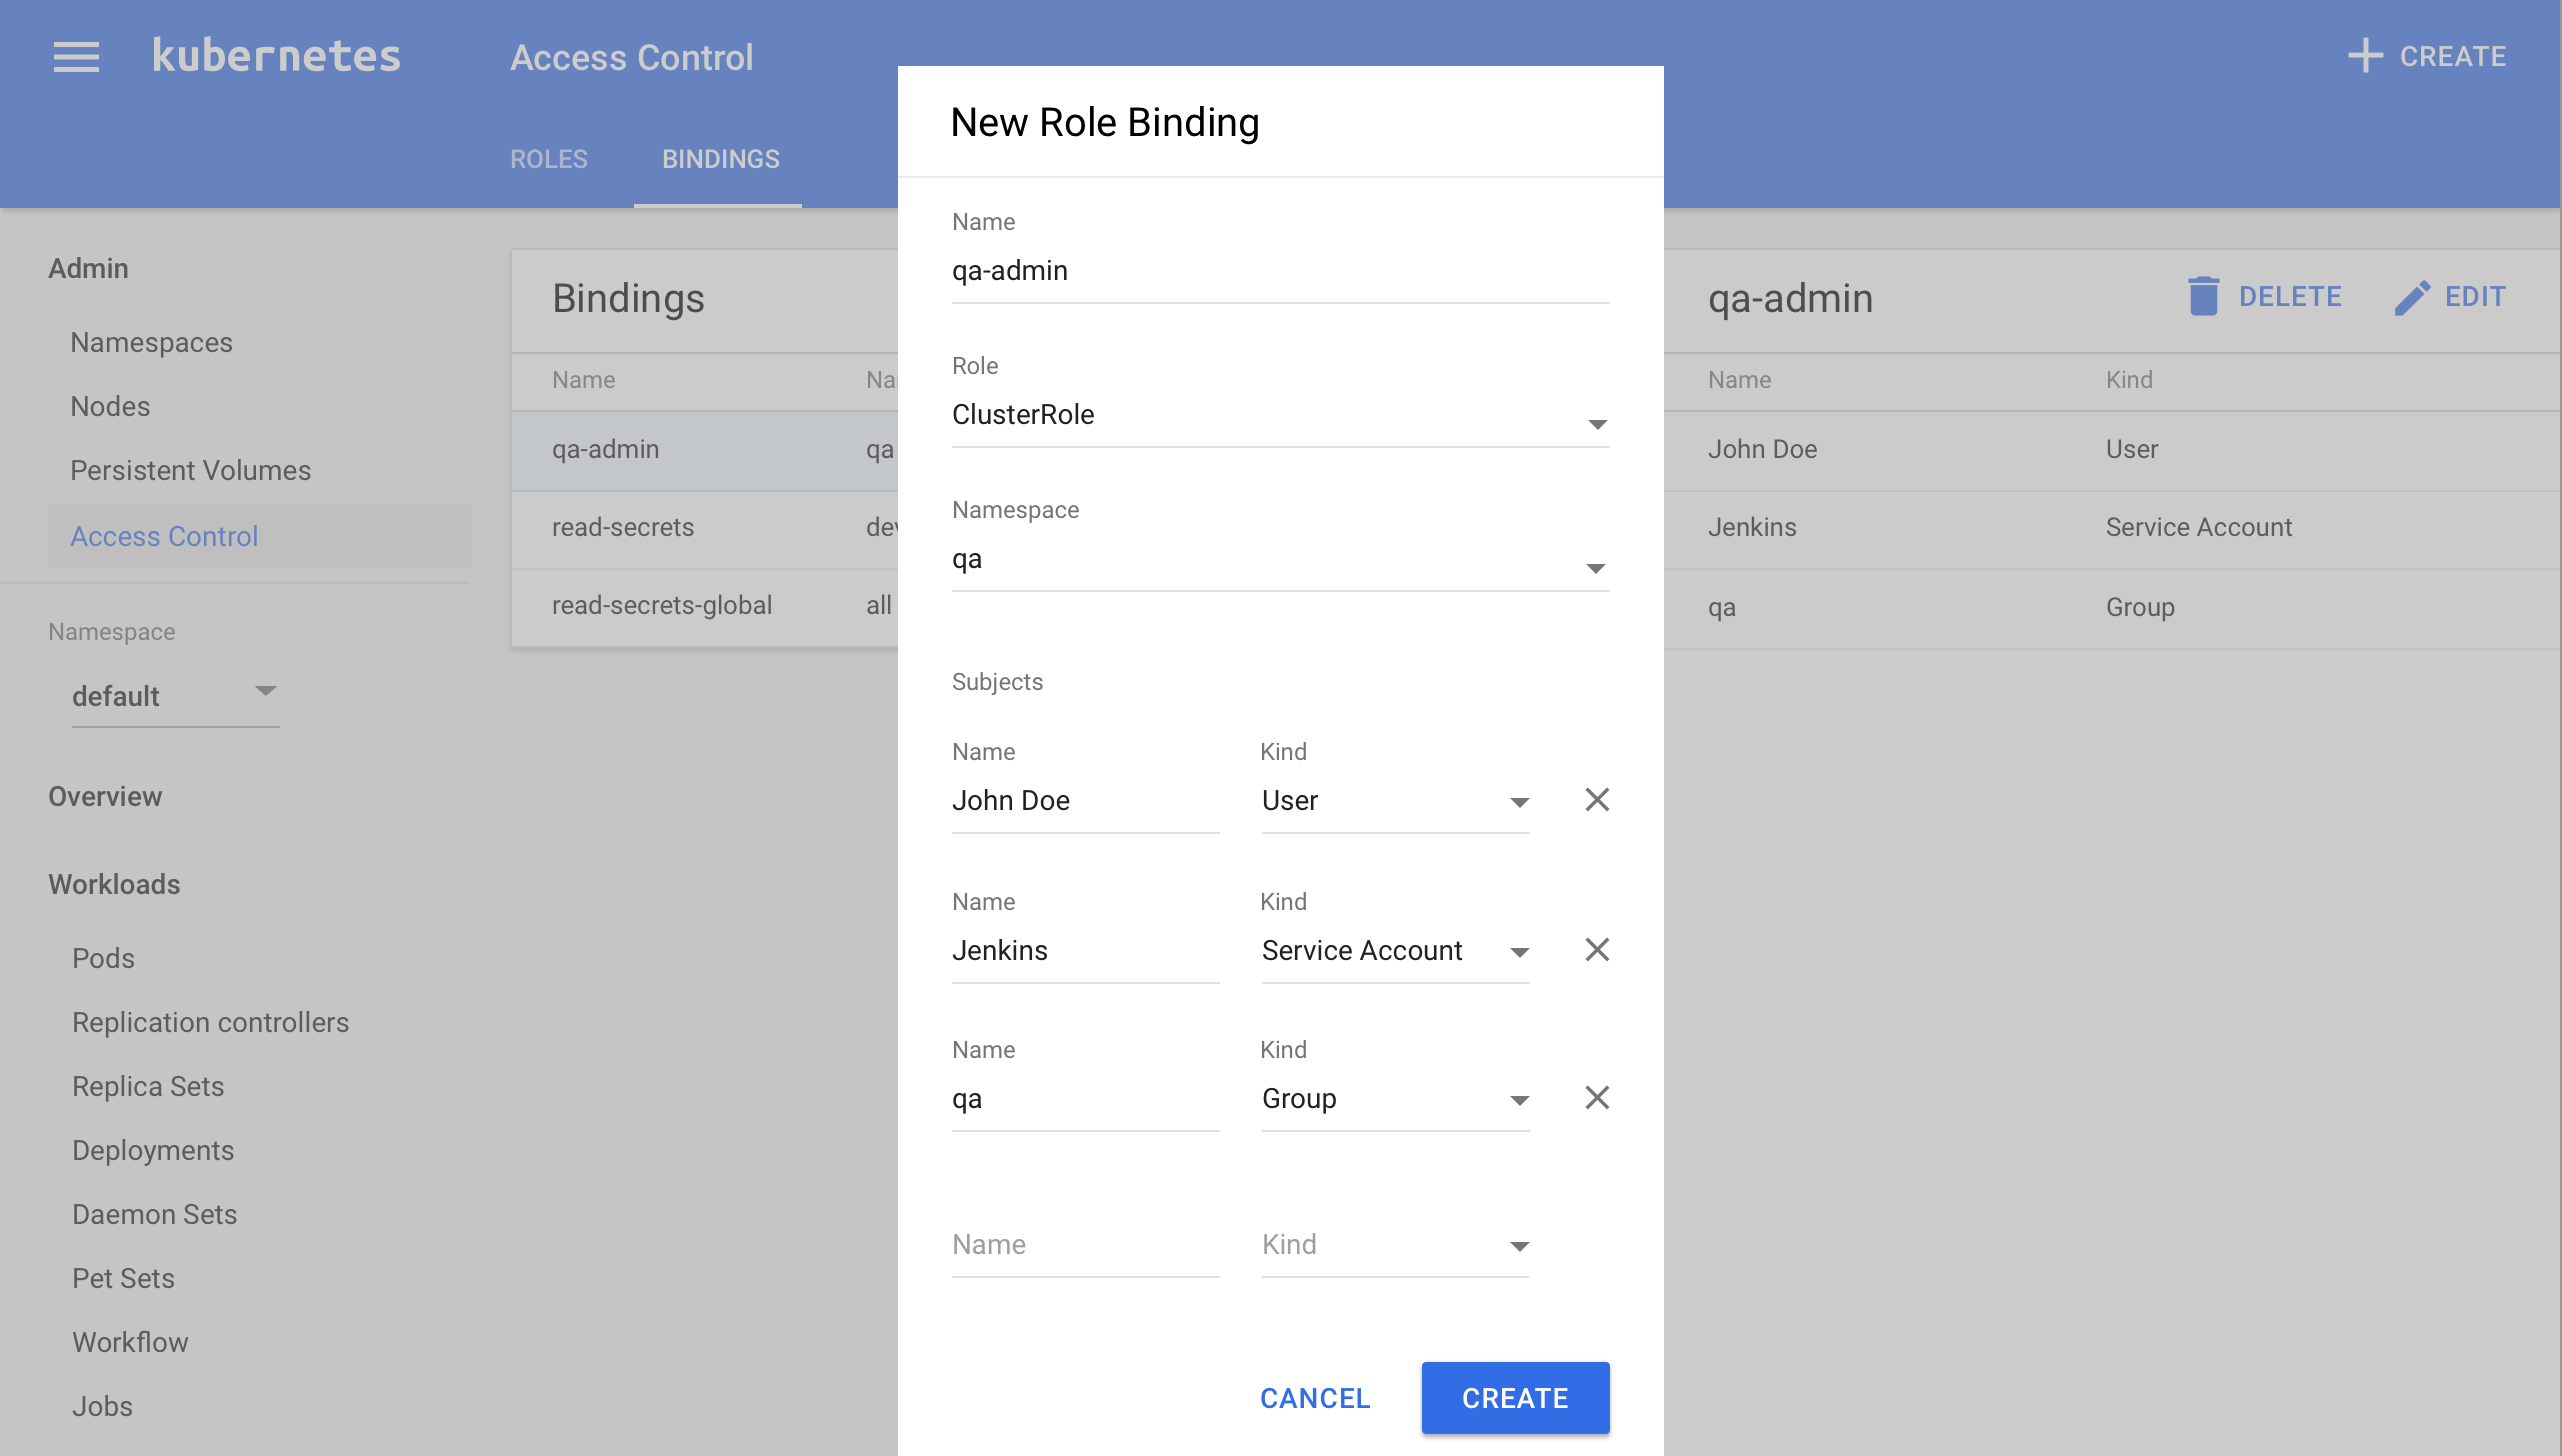 kubernetes
Access Control
CREATE
ROLES
BINDINGS
Admin
Namespaces
Nodes
Persistent Volumes
Access Control
Namespace
default
Overview
Workloads
Pods
Replication controllers
Replica Sets
Deployments
Daemon Sets
Pet Sets
Workflow
Jobs
Bindings
Name
qa-admin
qa
read-secrets
read-secrets-global
all
New Role Binding
Name
qa-admin
Role
ClusterRole
Namespace
qa
Subjects
Name Kind
John Doe User
Name Kind
Jenkins Service Account
Name Kind
qa Group
Name Kind
CANCEL CREATE
qa-admin
DELETE EDIT
Name Kind
John Doe User
Jenkins Service Account
qa Group